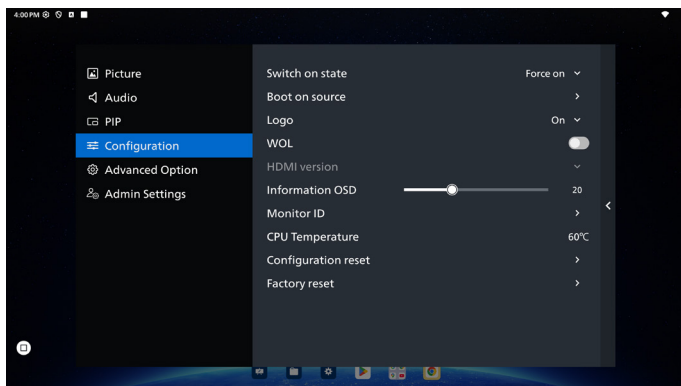 4:00 PM
Picture
Audio
PIP
Configuration
Advanced Option
Admin Settings
Switch on state Force on
Boot on source
Logo On
WOL
HDMI version
Information OSD 20
Monitor ID
CPU Temperature 60℃
Configuration reset
Factory reset